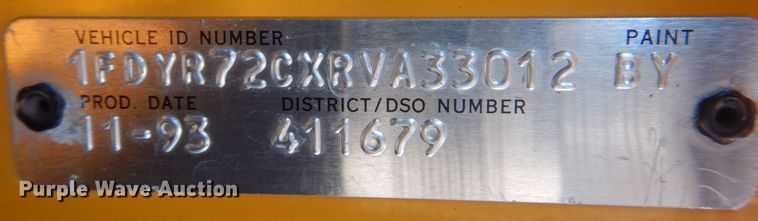 VEHICLE ID NUMBER PAINT
1FDYR72CXRVA33012 BY
PROD. DATE DISTRICT/DSO NUMBER
11-93 411679
Purple Wave Auction